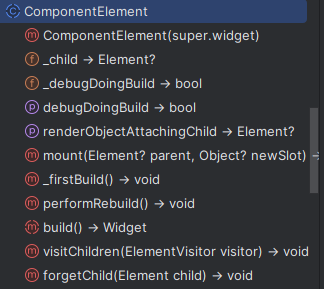 ComponentElement
ComponentElement(super.widget)
_child → Element?
_debugDoingBuild → bool
debugDoingBuild → bool
renderObjectAttachingChild → Element?
mount(Element? parent, Object? newSlot) →
_firstBuild() → void
performRebuild() → void
build() → Widget
visitChildren(ElementVisitor visitor) → void
forgetChild(Element child) → void